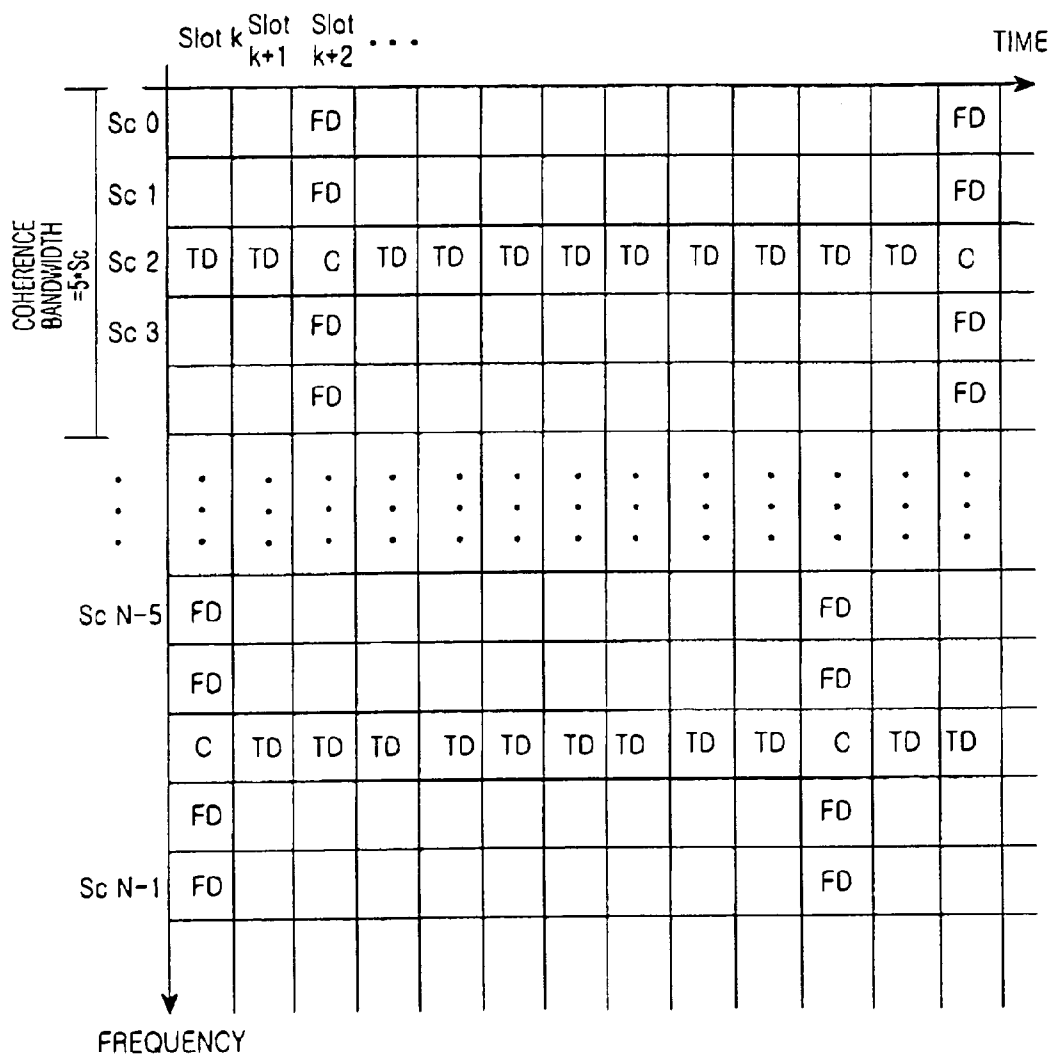 Slot k Slot k+1 Slot k+2 . . . TIME
COHERENCE BANDWIDTH =5*Sc
Sc 0 FD FD
Sc 1 FD FD
Sc 2 TD TD C TD TD TD TD TD TD TD TD TD C
Sc 3 FD FD
FD FD
Sc N-5 FD FD
FD FD
C TD TD TD TD TD TD TD TD TD C TD TD
FD FD
Sc N-1 FD FD
FREQUENCY